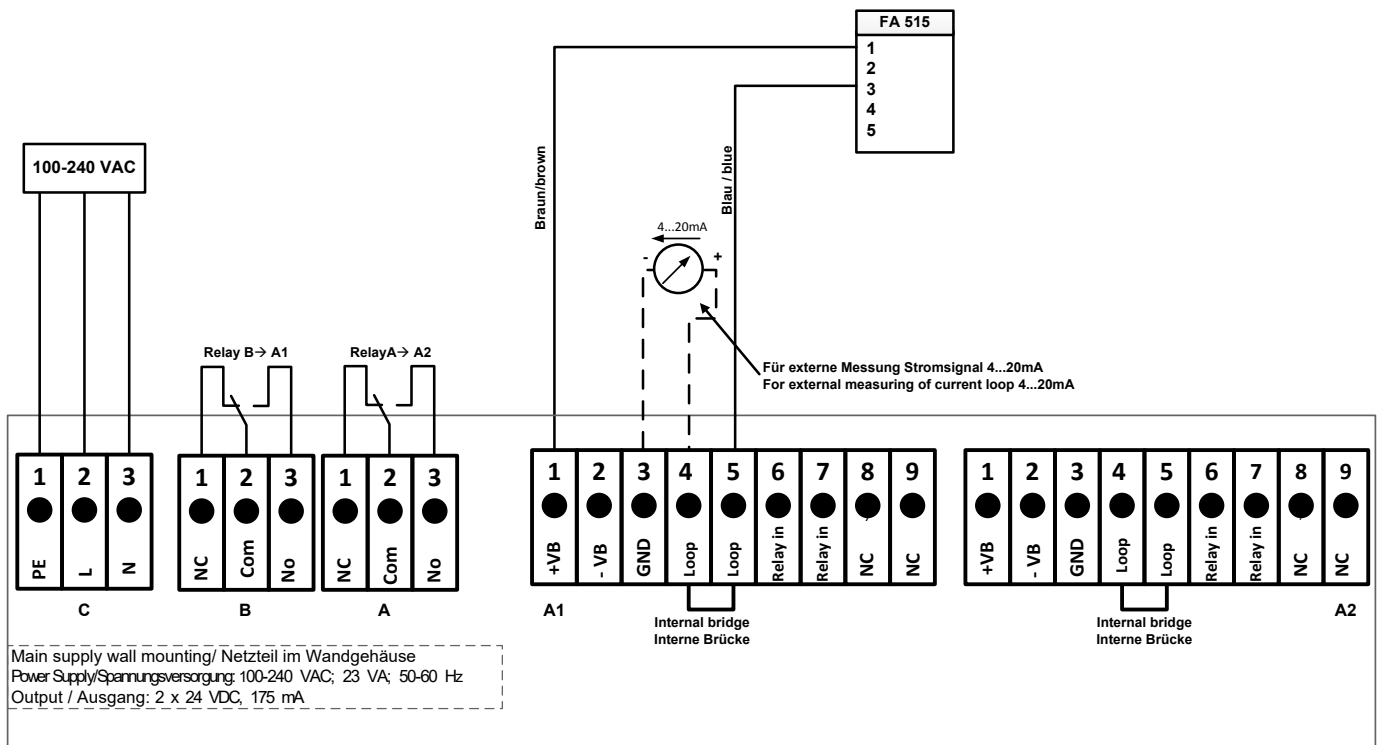 FA 515
1
2
3
4
5
100-240 VAC
Braun/brown
Blau / blue
4...20mA
- +
Relay B→ A1
RelayA→ A2
Für externe Messung Stromsignal 4...20mA
For external measuring of current loop 4...20mA
1 2 3
PE L N
C
1 2 3
NC Com No
B
1 2 3
NC Com No
A
1 2 3 4 5 6 7 8 9
+VB - VB GND Loop Loop Relay in Relay in NC NC
A1
Internal bridge
Interne Brücke
1 2 3 4 5 6 7 8 9
+VB - VB GND Loop Loop Relay in Relay in NC NC
Internal bridge
Interne Brücke
A2
Main supply wall mounting/ Netzteil im Wandgehäuse
Power Supply/Spannungsversorgung: 100-240 VAC; 23 VA; 50-60 Hz
Output / Ausgang: 2 x 24 VDC, 175 mA